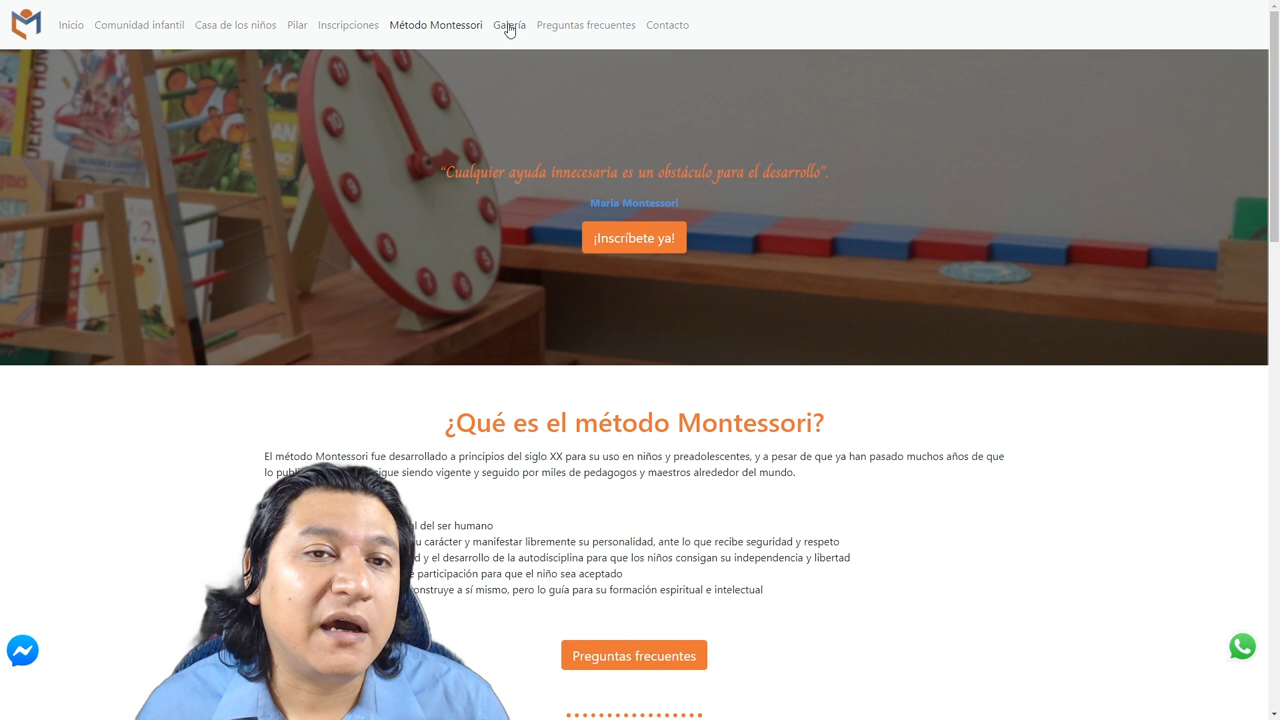 Inicio Comunidad infantil Casa de los niños Pilar Inscripciones Método Montessori Galería Preguntas frecuentes Contacto
“Cualquier ayuda innecesaria es un obstáculo para el desarrollo”.
Maria Montessori
¡Inscríbete ya!
¿Qué es el método Montessori?
El método Montessori fue desarrollado a principios del siglo XX para su uso en niños y preadolescentes, y a pesar de que ya han pasado muchos años de que
lo sigue siendo vigente y seguido por miles de pedagogos y maestros alrededor del mundo.
del ser humano
carácter y manifestar libremente su personalidad, ante lo que recibe seguridad y respeto
y el desarrollo de la autodisciplina para que los niños consigan su independencia y libertad
participación para que el niño sea aceptado
a sí mismo, pero lo guía para su formación espiritual e intelectual
Preguntas frecuentes